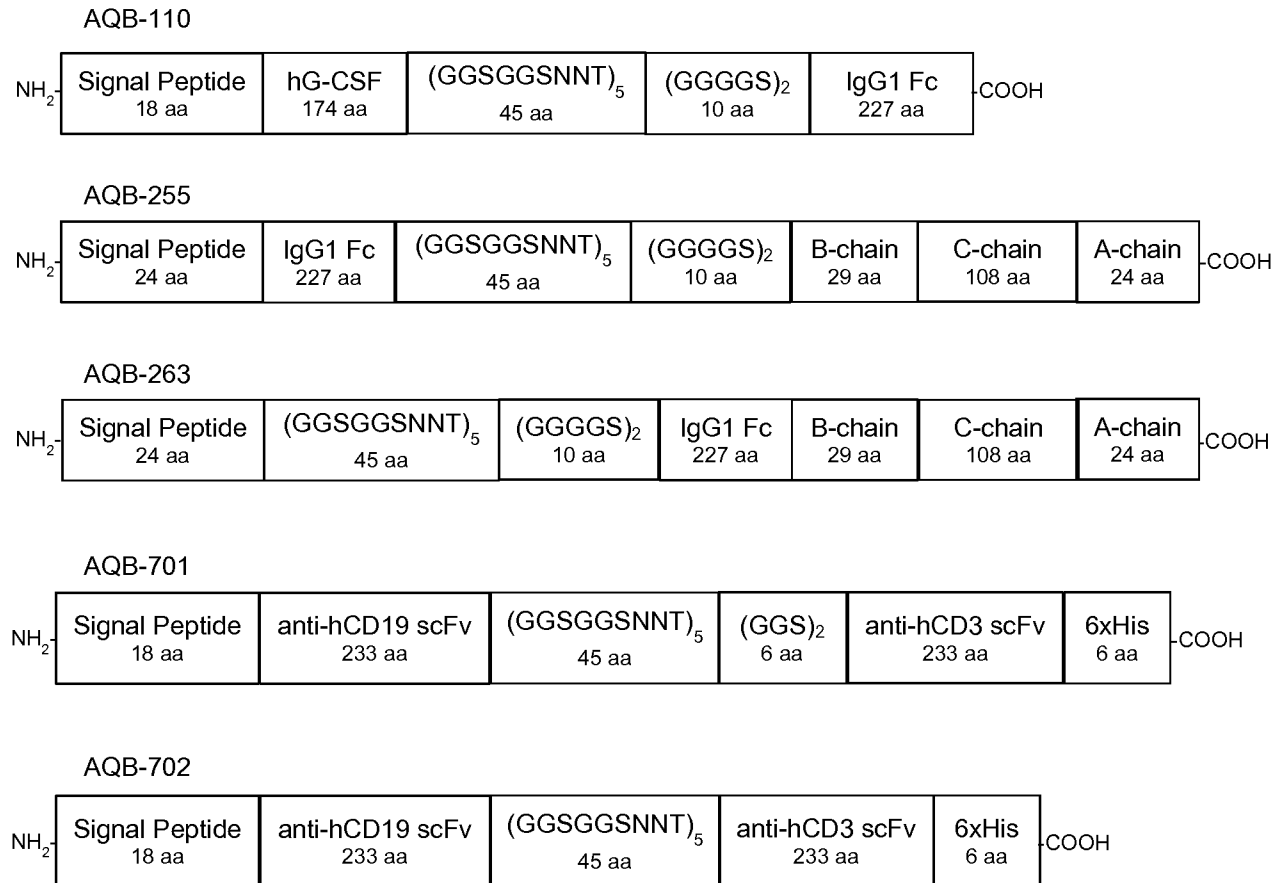 AQB-110
NH2 Signal Peptide hG-CSF (GGSGGSNNT)5 (GGGGS)2 IgG1 Fc COOH
18 aa 174 aa 45 aa 10 aa 227 aa
AQB-255
NH2 Signal Peptide IgG1 Fc (GGSGGSNNT)5 (GGGGS)2 B-chain C-chain A-chain COOH
24 aa 227 aa 45 aa 10 aa 29 aa 108 aa 24 aa
AQB-263
NH2 Signal Peptide (GGSGGSNNT)5 (GGGGS)2 IgG1 Fc B-chain C-chain A-chain COOH
24 aa 45 aa 10 aa 227 aa 29 aa 108 aa 24 aa
AQB-701
NH2 Signal Peptide anti-hCD19 scFv (GGSGGSNNT)5 (GGS)2 anti-hCD3 scFv 6xHis COOH
18 aa 233 aa 45 aa 6 aa 233 aa 6 aa
AQB-702
NH2 Signal Peptide anti-hCD19 scFv (GGSGGSNNT)5 anti-hCD3 scFv 6xHis COOH
18 aa 233 aa 45 aa 233 aa 6 aa